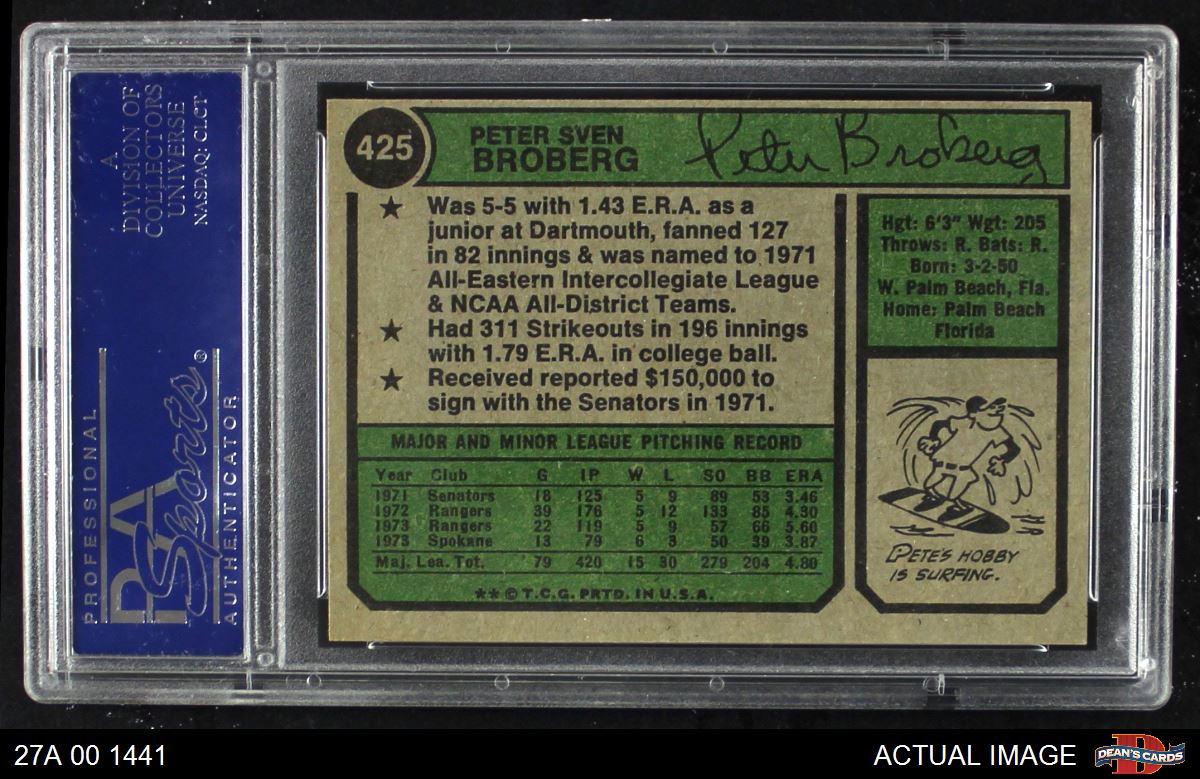 A
DIVISION OF
COLLECTORS
UNIVERSE
NASDAQ: CLCT
PROFESSIONAL
PSA
Sports®
AUTHENTICATOR
425
PETER SVEN
BROBERG
Peter Broberg
★ Was 5-5 with 1.43 E.R.A. as a
junior at Dartmouth, fanned 127
in 82 innings & was named to 1971
All-Eastern Intercollegiate League
& NCAA All-District Teams.
★ Had 311 Strikeouts in 196 innings
with 1.79 E.R.A. in college ball.
★ Received reported $150,000 to
sign with the Senators in 1971.
Hgt: 6'3" Wgt: 205
Throws: R. Bats: R.
Born: 3-2-50
W. Palm Beach, Fla.
Home: Palm Beach
Florida
MAJOR AND MINOR LEAGUE PITCHING RECORD
Year Club G IP W L SO BB ERA
1971 Senators 18 125 5 9 89 53 3.46
1972 Rangers 39 176 5 12 133 85 4.30
1973 Rangers 22 119 5 9 57 66 5.60
1973 Spokane 13 79 6 3 50 39 3.87
Maj. Lea. Tot. 79 420 15 30 279 204 4.80
★★ © T.C.G. PRTD. IN U.S.A.
PETE'S HOBBY
IS SURFING.
27A 00 1441
ACTUAL IMAGE
D
DEAN'S CARDS